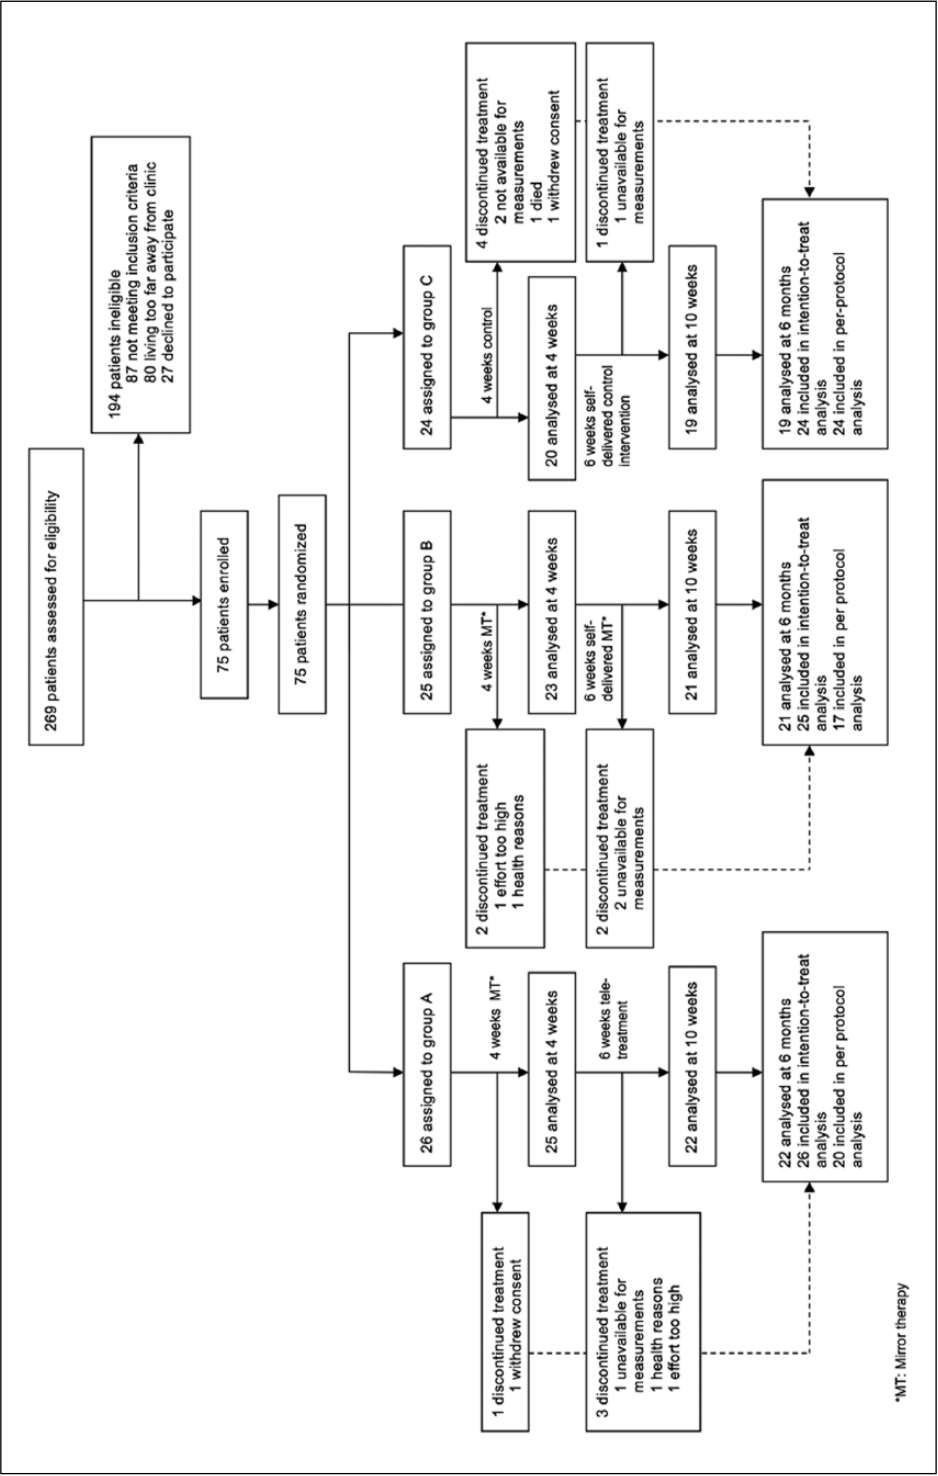 269 patients assessed for eligibility
194 patients ineligible
87 not meeting inclusion criteria
80 living too far away from clinic
27 declined to participate
75 patients enrolled
75 patients randomized
26 assigned to group A
25 assigned to group B
24 assigned to group C
4 weeks MT*
1 discontinued treatment
1 withdrew consent
4 weeks MT*
2 discontinued treatment
1 effort too high
1 health reasons
4 weeks control
4 discontinued treatment
2 not available for
measurements
1 died
1 withdrew consent
25 analysed at 4 weeks
23 analysed at 4 weeks
20 analysed at 4 weeks
6 weeks tele-
treatment
3 discontinued treatment
1 unavailable for
measurements
1 health reasons
1 effort too high
6 weeks self-
delivered MT*
2 discontinued treatment
2 unavailable for
measurements
6 weeks self-
delivered control
intervention
1 discontinued treatment
1 unavailable for
measurements
22 analysed at 10 weeks
21 analysed at 10 weeks
19 analysed at 10 weeks
22 analysed at 6 months
26 included in intention-to-treat
analysis
20 included in per protocol
analysis
21 analysed at 6 months
25 included in intention-to-treat
analysis
17 included in per protocol
analysis
19 analysed at 6 months
24 included in intention-to-treat
analysis
24 included in per-protocol
analysis
*MT: Mirror therapy